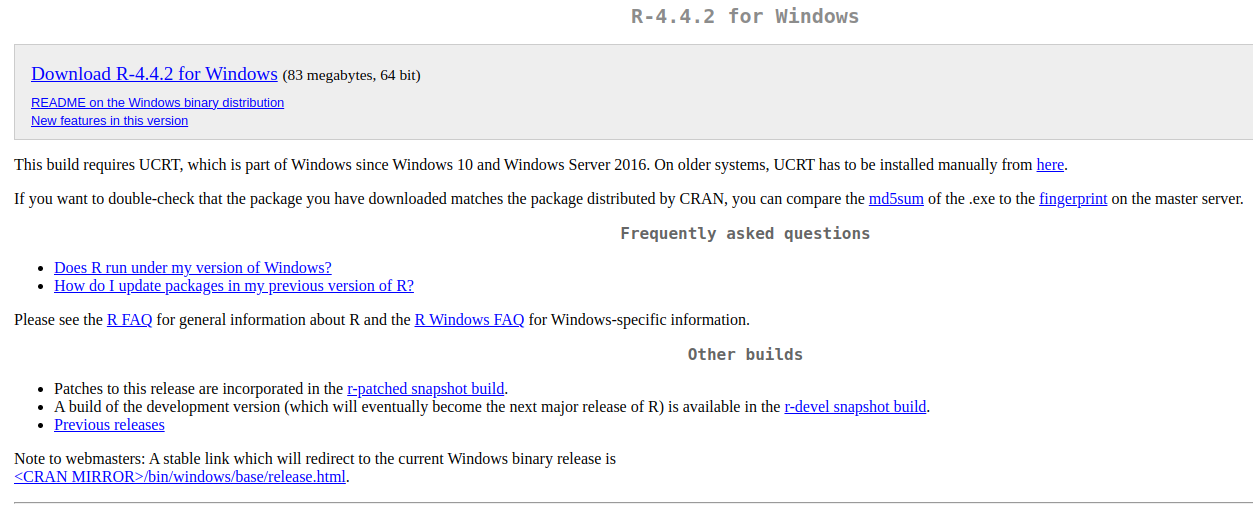 R-4.4.2 for Windows
Download R-4.4.2 for Windows (83 megabytes, 64 bit)
README on the Windows binary distribution
New features in this version
This build requires UCRT, which is part of Windows since Windows 10 and Windows Server 2016. On older systems, UCRT has to be installed manually from here.
If you want to double-check that the package you have downloaded matches the package distributed by CRAN, you can compare the md5sum of the .exe to the fingerprint on the master server.
Frequently asked questions
• Does R run under my version of Windows?
• How do I update packages in my previous version of R?
Please see the R FAQ for general information about R and the R Windows FAQ for Windows-specific information.
Other builds
• Patches to this release are incorporated in the r-patched snapshot build.
• A build of the development version (which will eventually become the next major release of R) is available in the r-devel snapshot build.
• Previous releases
Note to webmasters: A stable link which will redirect to the current Windows binary release is
<CRAN MIRROR>/bin/windows/base/release.html.